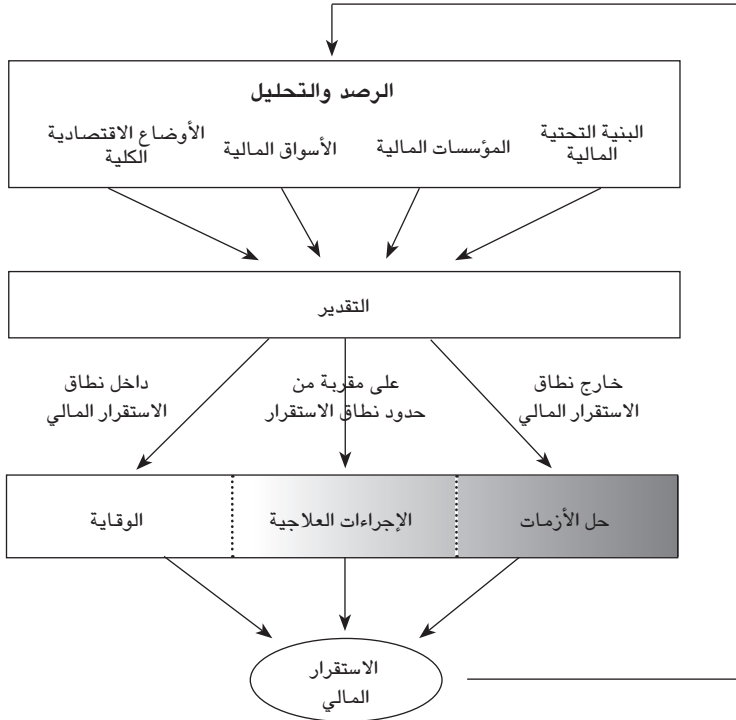 الرصد والتحليل
البنية التحتية
المالية
المؤسسات المالية
الأسواق المالية
الأوضاع الاقتصادية
الكلية
التقدير
خارج نطاق
الاستقرار المالي
على مقربة من
حدود نطاق الاستقرار
داخل نطاق
الاستقرار المالي
حل الأزمات
الإجراءات العلاجية
الوقاية
الاستقرار
المالي